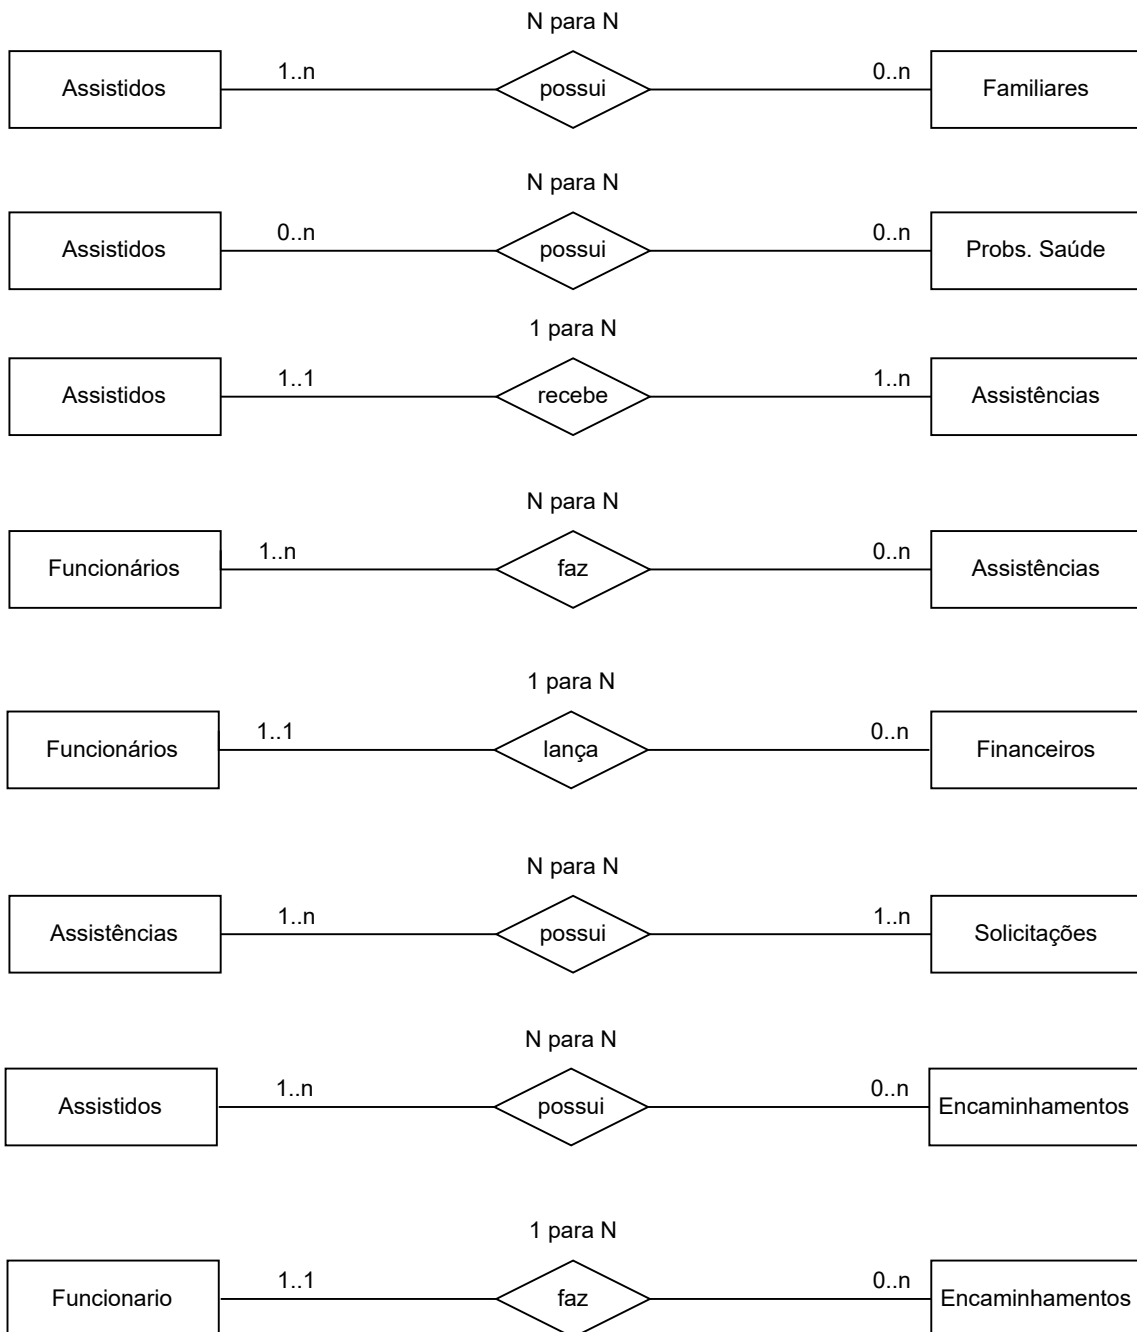 N para N
Assistidos 1..n possui 0..n Familiares
N para N
Assistidos 0..n possui 0..n Probs. Saúde
1 para N
Assistidos 1..1 recebe 1..n Assistências
N para N
Funcionários 1..n faz 0..n Assistências
1 para N
Funcionários 1..1 lança 0..n Financeiros
N para N
Assistências 1..n possui 1..n Solicitações
N para N
Assistidos 1..n possui 0..n Encaminhamentos
1 para N
Funcionario 1..1 faz 0..n Encaminhamentos